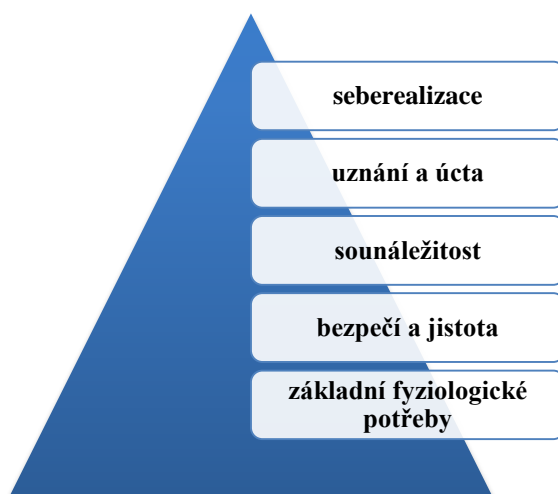 seberealizace
uznání a úcta
sounáležitost
bezpečí a jistota
základní fyziologické
potřeby